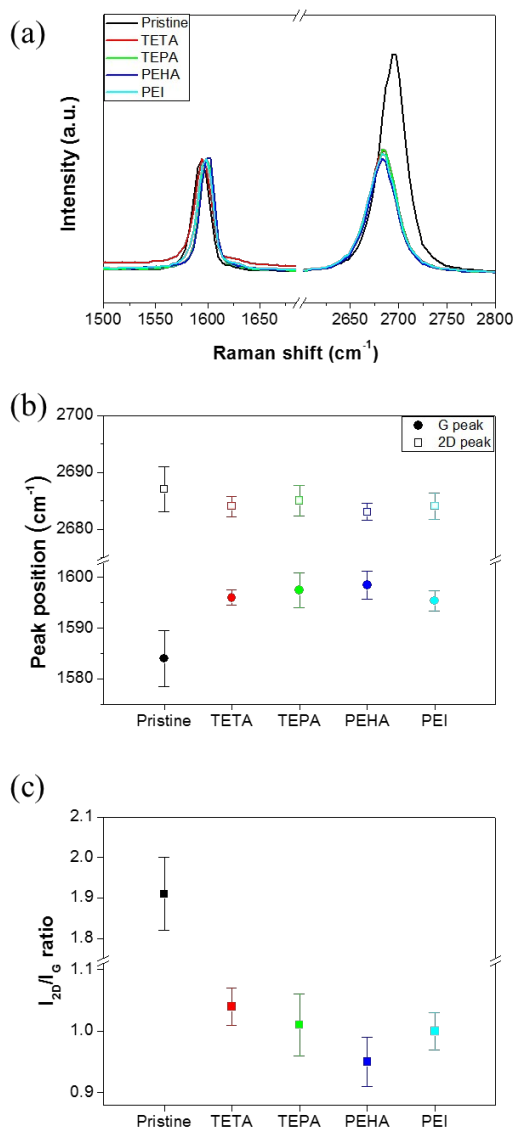 (a)
Pristine
TETA
TEPA
PEHA
PEI
Intensity (a.u.)
1500 1550 1600 1650 2650 2700 2750 2800
Raman shift (cm⁻¹)
(b)
2700
2690
2680
1600
1590
1580
Peak position (cm⁻¹)
G peak
2D peak
Pristine TETA TEPA PEHA PEI
(c)
2.1
2.0
1.9
1.8
1.1
1.0
0.9
I2D/IG ratio
Pristine TETA TEPA PEHA PEI